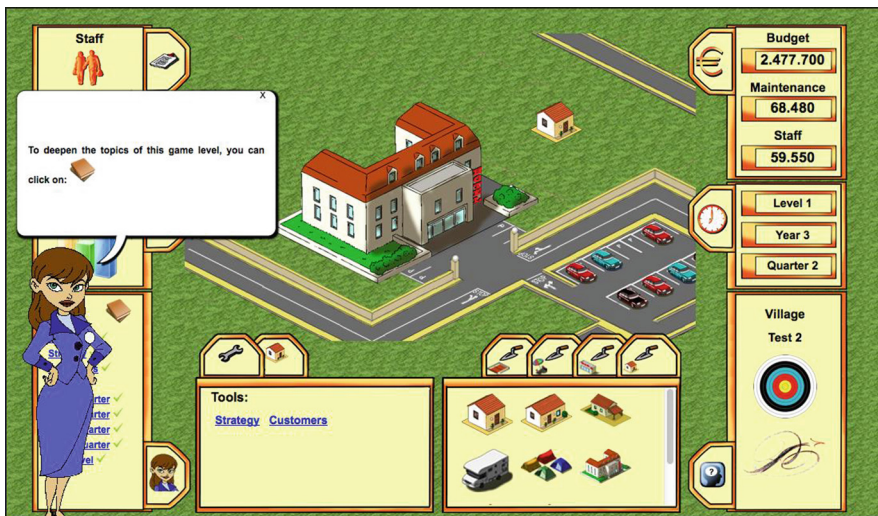 Staff
X
To deepen the topics of this game level, you can
click on:
Tools:
Strategy Customers
Budget
2.477.700
Maintenance
68.480
Staff
59.550
Level 1
Year 3
Quarter 2
Village
Test 2
?